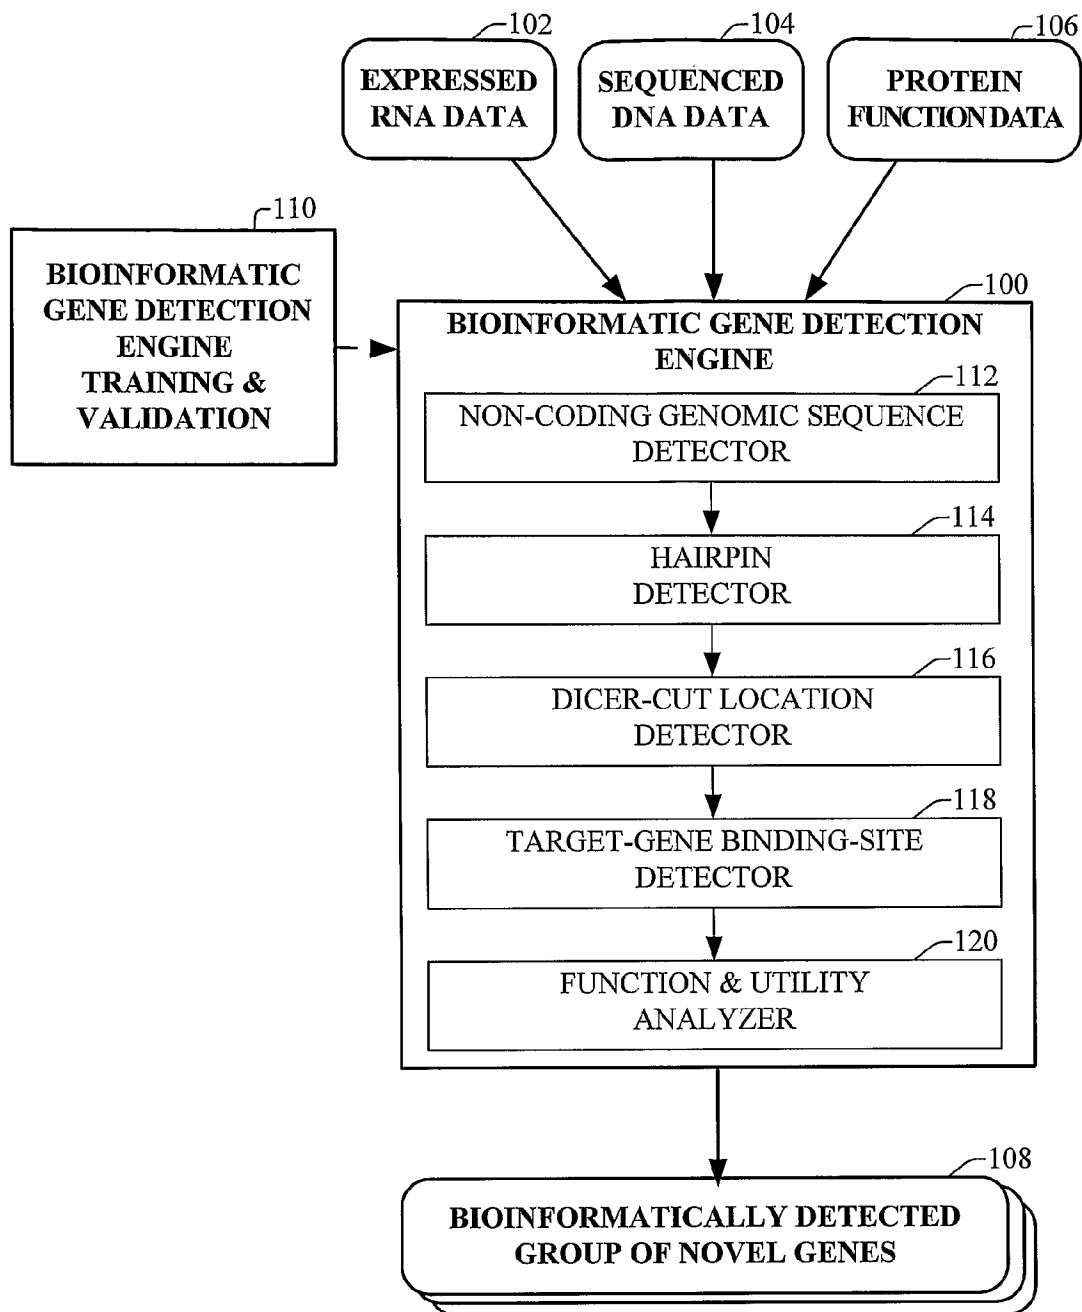 102
104
106
EXPRESSED
RNA DATA
SEQUENCED
DNA DATA
PROTEIN
FUNCTION DATA
110
BIOINFORMATIC
GENE DETECTION
ENGINE
TRAINING &
VALIDATION
100
BIOINFORMATIC GENE DETECTION
ENGINE
112
NON-CODING GENOMIC SEQUENCE
DETECTOR
114
HAIRPIN
DETECTOR
116
DICER-CUT LOCATION
DETECTOR
118
TARGET-GENE BINDING-SITE
DETECTOR
120
FUNCTION & UTILITY
ANALYZER
108
BIOINFORMATICALLY DETECTED
GROUP OF NOVEL GENES